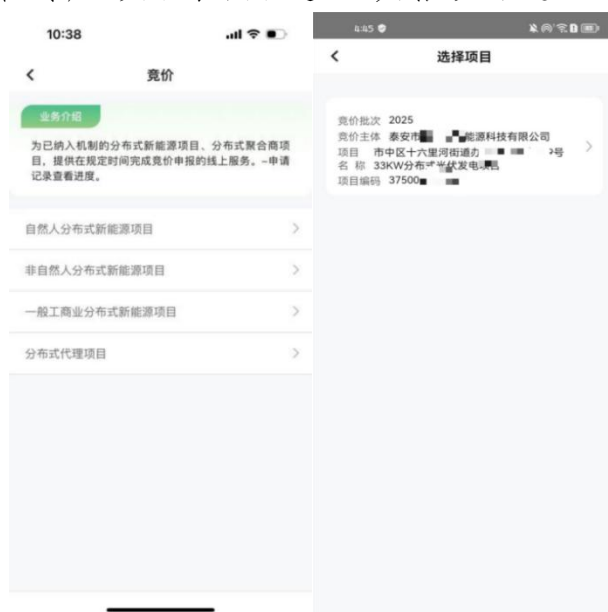 10:38
竞价
业务介绍
为已纳入机制的分布式新能源项目、分布式聚合商项
目,提供在规定时间完成竞价申报的线上服务。-申请
记录查看进度。
自然人分布式新能源项目
非自然人分布式新能源项目
一般工商业分布式新能源项目
分布式代理项目
4:45
选择项目
竞价批次 2025
竞价主体 泰安市 能源科技有限公司
项目 市中区十六里河街道 号
名称 33KW分布式光伏发电项目
项目编码 37500